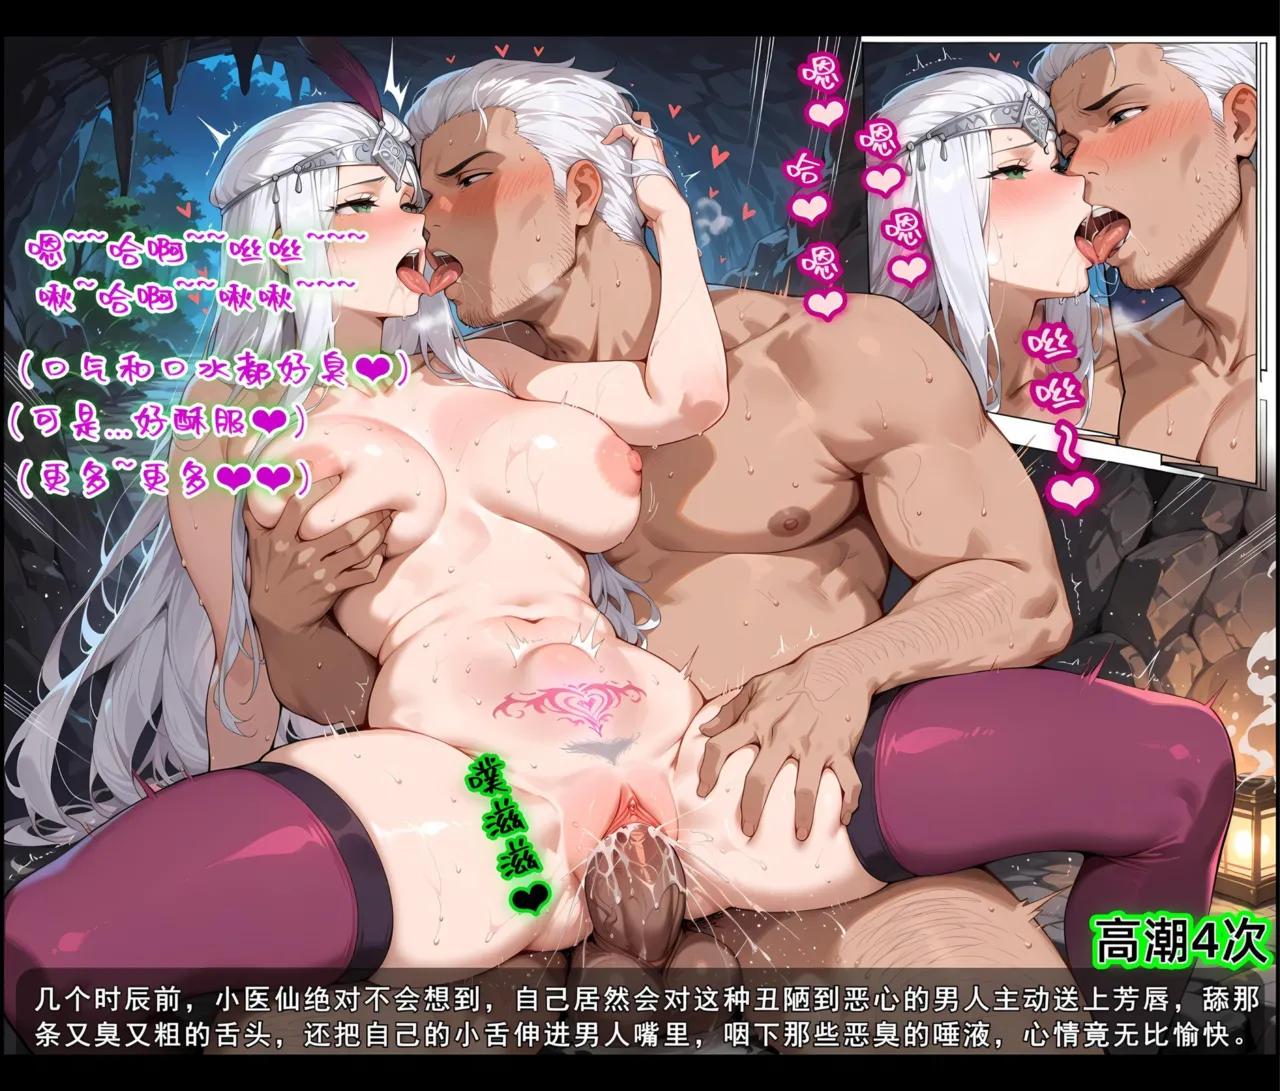 嗯~~哈啊~~呲呲~~~
啾~哈啊~~啾啾~~~
(口气和口水都好臭❤)
(可是...好酥服❤)
(更多~更多❤❤)
嗯❤
哈❤
嗯❤
嗯❤
嗯❤
咝
咝
~❤
噗
滋
滋
❤
高潮4次
几个时辰前，小医仙绝对不会想到，自己居然会对这种丑陋到恶心的男人主动送上芳唇，舔那
条又臭又粗的舌头，还把自己的小舌伸进男人嘴里，咽下那些恶臭的唾液，心情竟无比愉快。